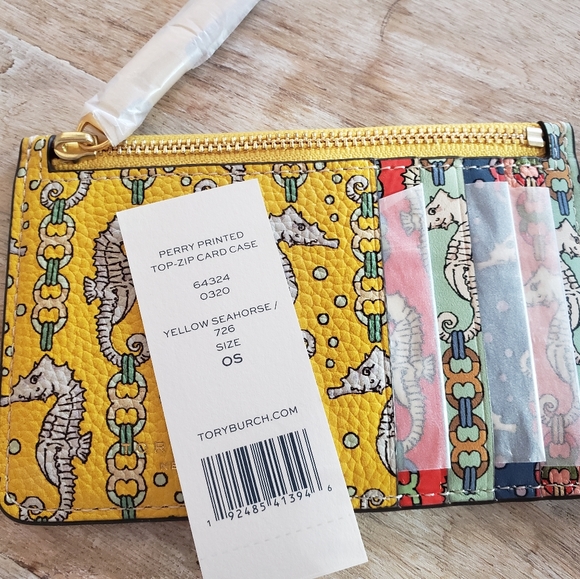 PERRY PRINTED
TOP-ZIP CARD CASE
64324
0320
YELLOW SEAHORSE /
726
SIZE
OS
TORYBURCH.COM
1 92485 41394 6